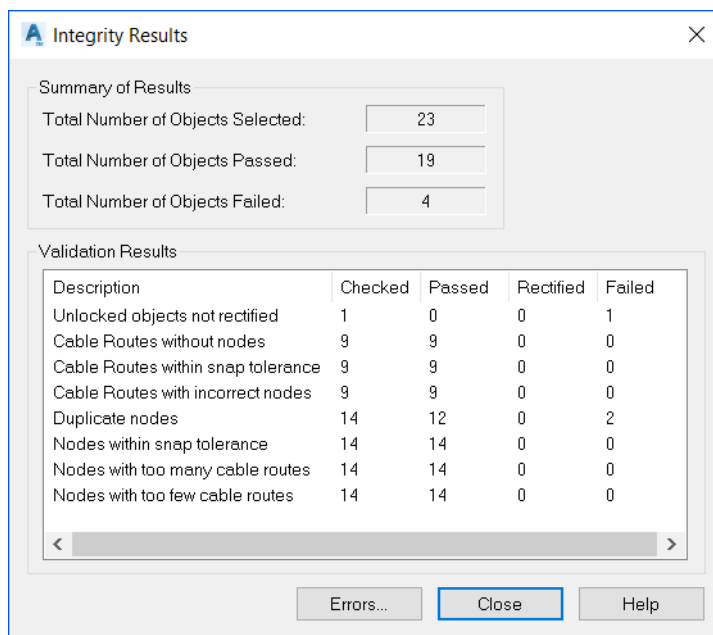 Integrity Results
Summary of Results
Total Number of Objects Selected: 23
Total Number of Objects Passed: 19
Total Number of Objects Failed: 4
Validation Results
Description Checked Passed Rectified Failed
Unlocked objects not rectified 1 0 0 1
Cable Routes without nodes 9 9 0 0
Cable Routes within snap tolerance 9 9 0 0
Cable Routes with incorrect nodes 9 9 0 0
Duplicate nodes 14 12 0 2
Nodes within snap tolerance 14 14 0 0
Nodes with too many cable routes 14 14 0 0
Nodes with too few cable routes 14 14 0 0
Errors... Close Help